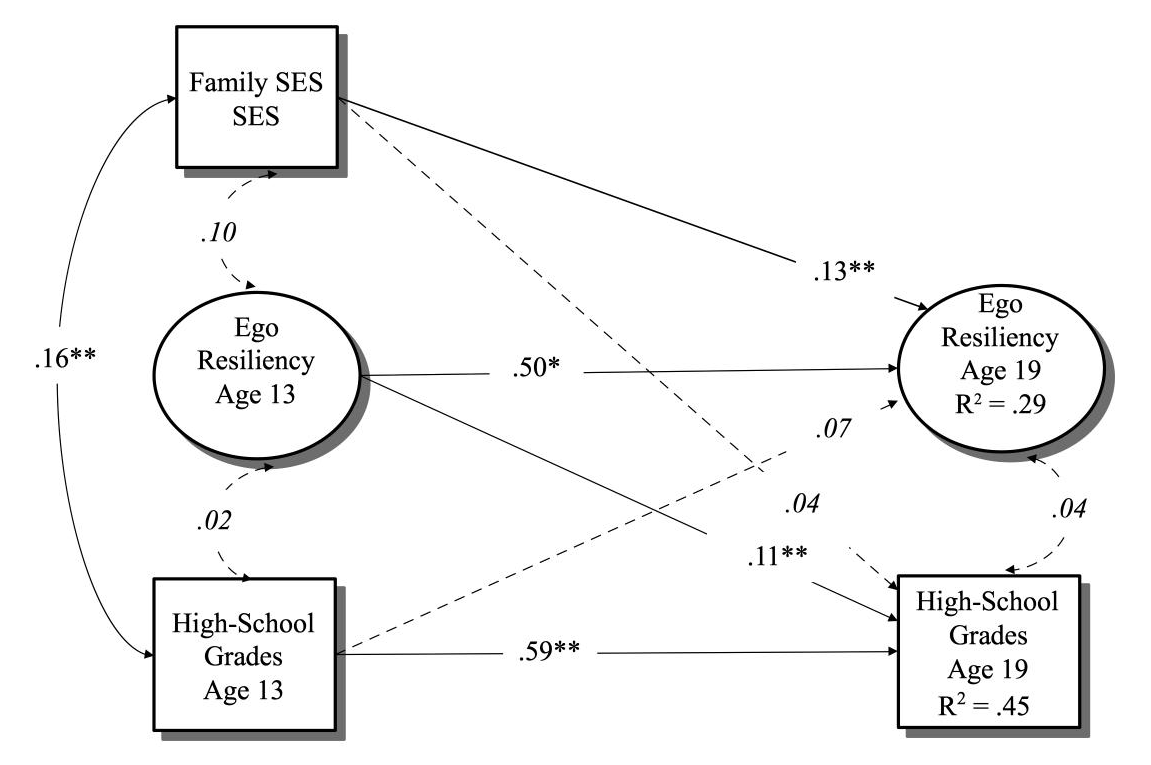 Family SES
SES
.10
Ego
Resiliency
Age 13
.16**
.02
High-School
Grades
Age 13
.13**
.50*
.07
.04
.11**
.59**
Ego
Resiliency
Age 19
R² = .29
.04
High-School
Grades
Age 19
R² = .45